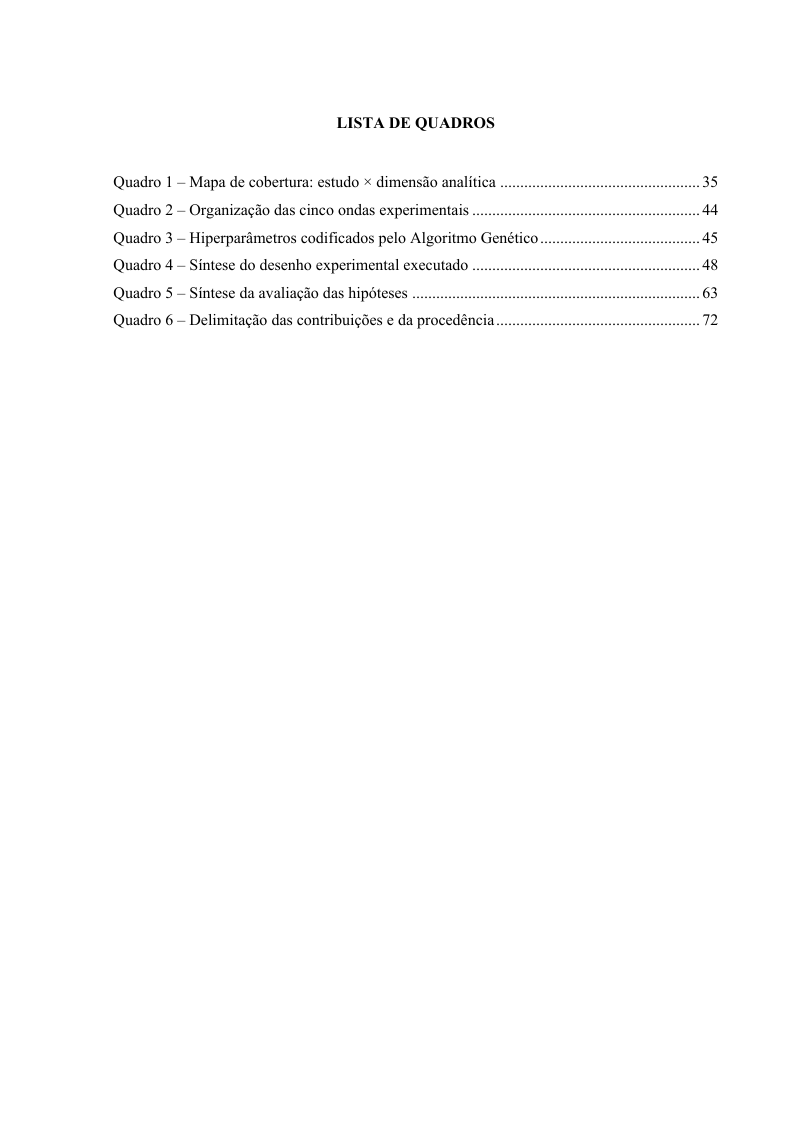 LISTA DE QUADROS
Quadro 1 – Mapa de cobertura: estudo × dimensão analítica .................................................. 35
Quadro 2 – Organização das cinco ondas experimentais ......................................................... 44
Quadro 3 – Hiperparâmetros codificados pelo Algoritmo Genético ........................................ 45
Quadro 4 – Síntese do desenho experimental executado ......................................................... 48
Quadro 5 – Síntese da avaliação das hipóteses ........................................................................ 63
Quadro 6 – Delimitação das contribuições e da procedência ................................................... 72